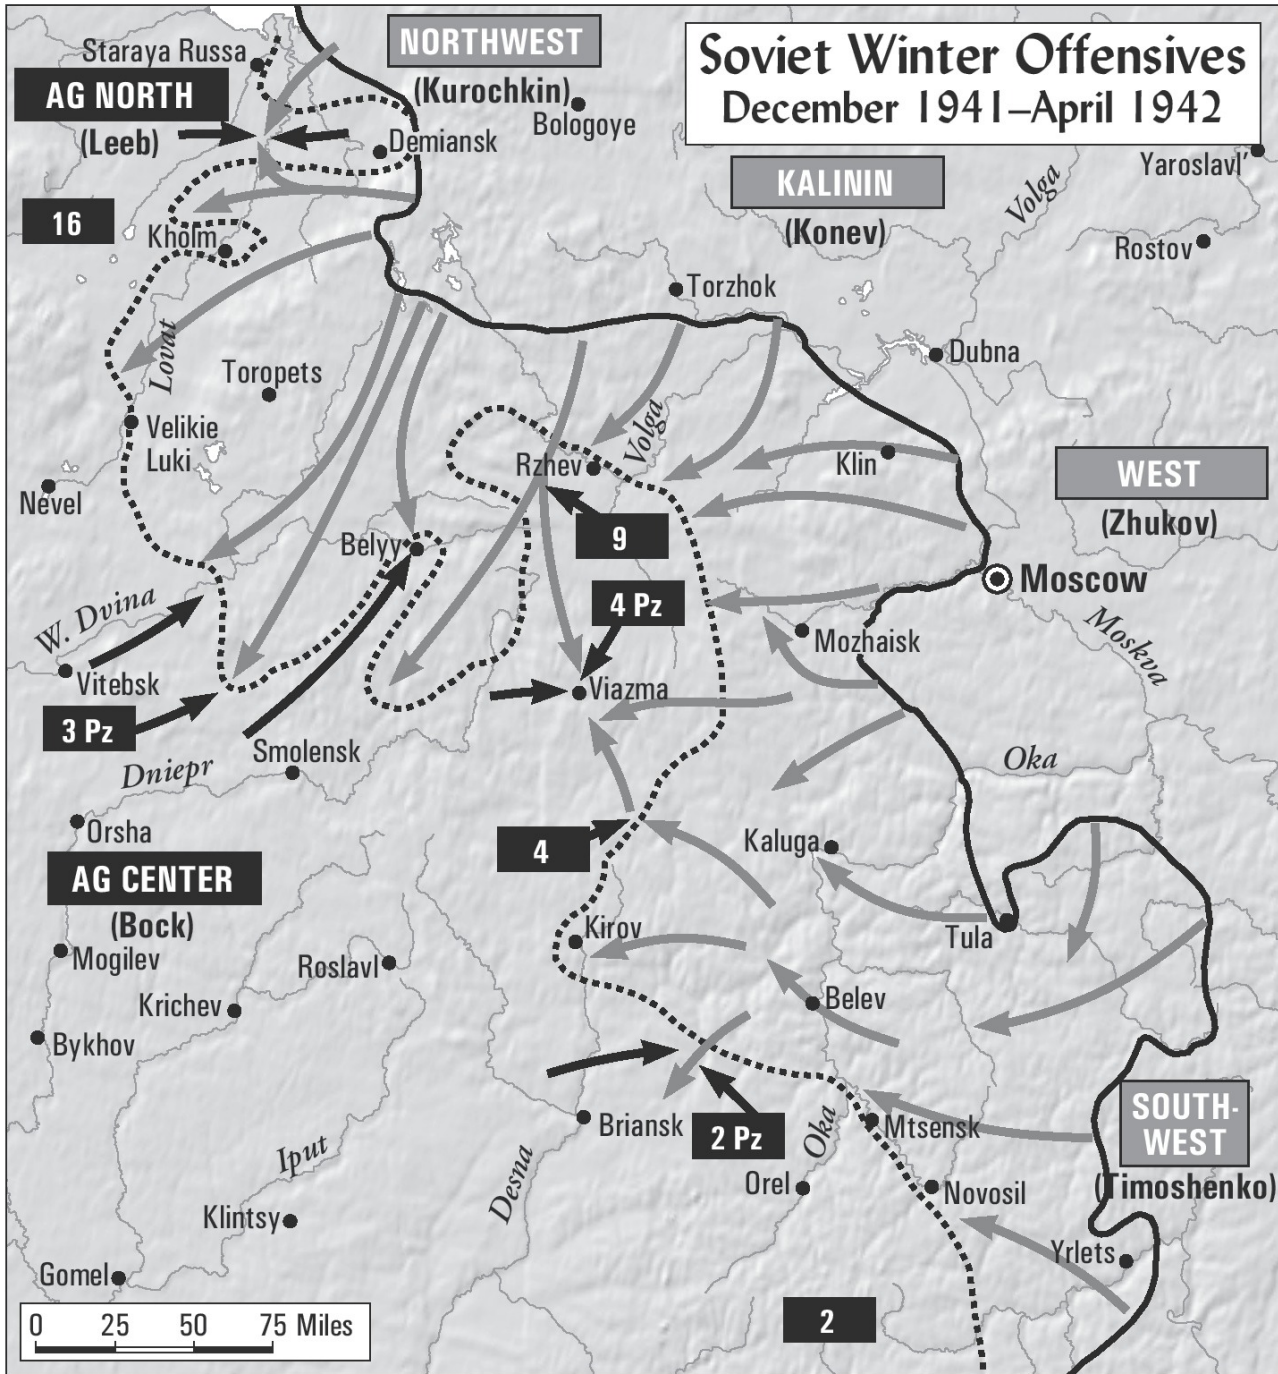 Soviet Winter Offensives
December 1941–April 1942
Staraya Russa
NORTHWEST
(Kurochkin)
AG NORTH
(Leeb)
Bologoye
Demiansk
Yaroslavl'
KALININ
(Konev)
Volga
16
Kholm
Rostov
Torzhok
Lovat
Toropets
Dubna
Velikie
Luki
Volga
Rzhev
Klin
WEST
(Zhukov)
Nevel
9
Belyy
Moscow
W. Dvina
4 Pz
Mozhaisk
Moskva
Vitebsk
Viazma
3 Pz
Smolensk
Dniepr
Oka
Orsha
4
Kaluga
AG CENTER
(Bock)
Kirov
Tula
Mogilev
Roslavl
Krichev
Belev
Bykhov
SOUTH-
WEST
(Timoshenko)
Briansk
2 Pz
Oka
Mtsensk
Iput
Desna
Orel
Novosil
Klintsy
Yrlets
Gomel
2
0 25 50 75 Miles